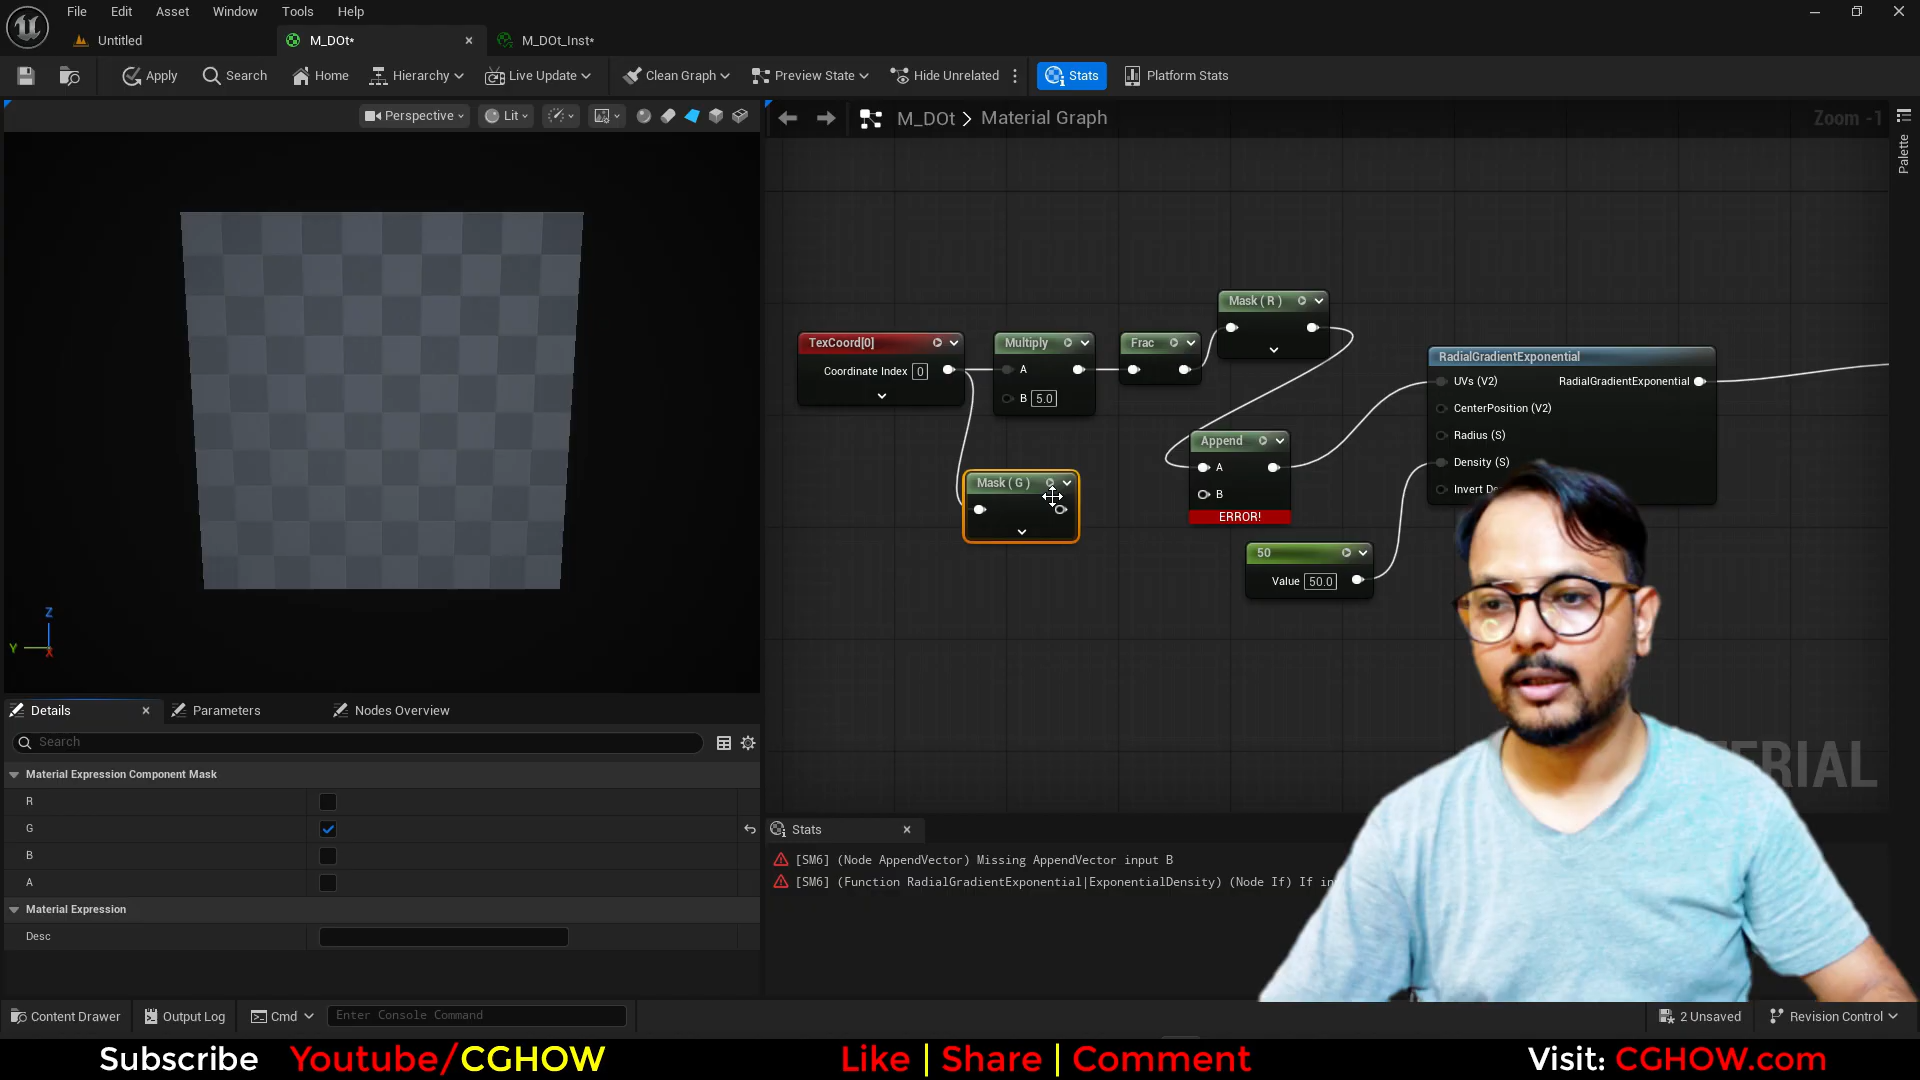 File Edit Asset Window Tools Help
Untitled M_DOt* M_DOt_Inst*
Apply Search Home Hierarchy Live Update Clean Graph Preview State Hide Unrelated Stats Platform Stats
Perspective Lit
M_DOt > Material Graph Zoom -1
Palette
Mask ( R )
TexCoord[0] Multiply Frac
Coordinate Index 0 A
B 5.0
RadialGradientExponential
UVs (V2) RadialGradientExponential
CenterPosition (V2)
Radius (S)
Density (S)
Append
A
B
ERROR!
Mask ( G )
50
Value 50.0
Z
Y
X
Details Parameters Nodes Overview
Search
Material Expression Component Mask
R
G
B
A
Material Expression
Desc
Stats
[SM6] (Node AppendVector) Missing AppendVector input B
[SM6] (Function RadialGradientExponential|ExponentialDensity) (Node If) If
Content Drawer Output Log Cmd Enter Console Command 2 Unsaved Revision Control
Subscribe Youtube/CGHOW Like | Share | Comment Visit: CGHOW.com